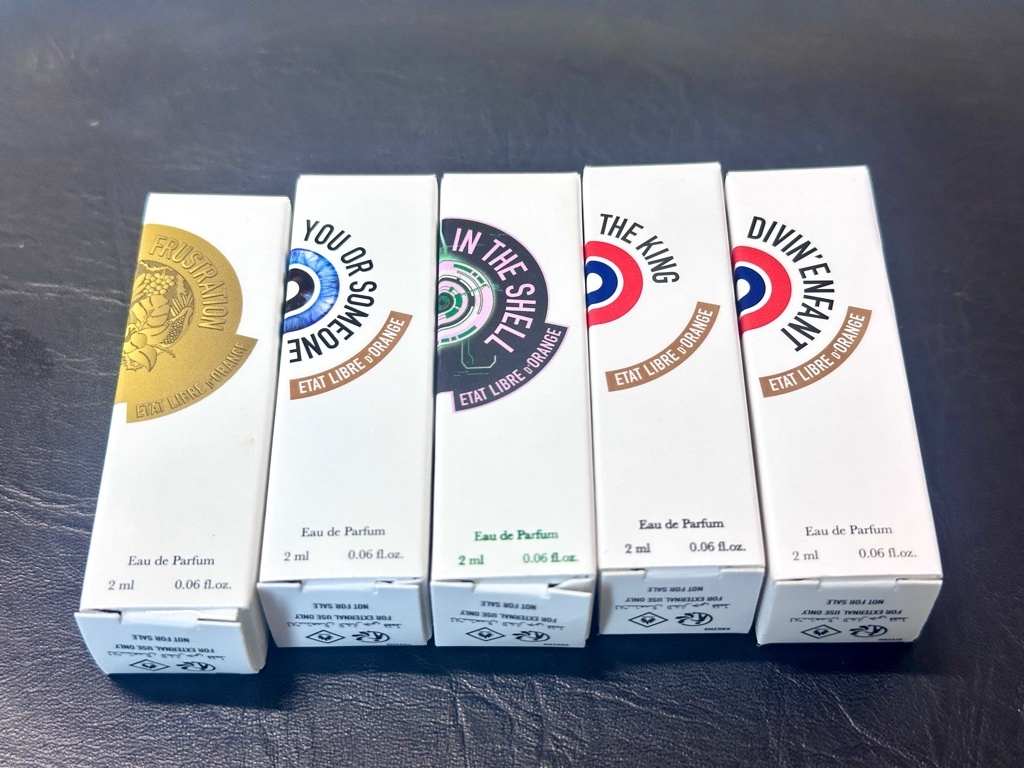 FRUSTRATION
ETAT LIBRE D'ORANGE
Eau de Parfum
2 ml 0.06 fl.oz.
FOR EXTERNAL USE ONLY
NOT FOR SALE
YOU OR SOMEONE
ETAT LIBRE D'ORANGE
Eau de Parfum
2 ml 0.06 fl.oz.
FOR EXTERNAL USE ONLY
NOT FOR SALE
IN THE SHELL
ETAT LIBRE D'ORANGE
Eau de Parfum
2 ml 0.06 fl.oz.
FOR EXTERNAL USE ONLY
NOT FOR SALE
THE KING
ETAT LIBRE D'ORANGE
Eau de Parfum
2 ml 0.06 fl.oz.
FOR EXTERNAL USE ONLY
NOT FOR SALE
DIVIN'ENFANT
ETAT LIBRE D'ORANGE
Eau de Parfum
2 ml 0.06 fl.oz.
FOR EXTERNAL USE ONLY
NOT FOR SALE